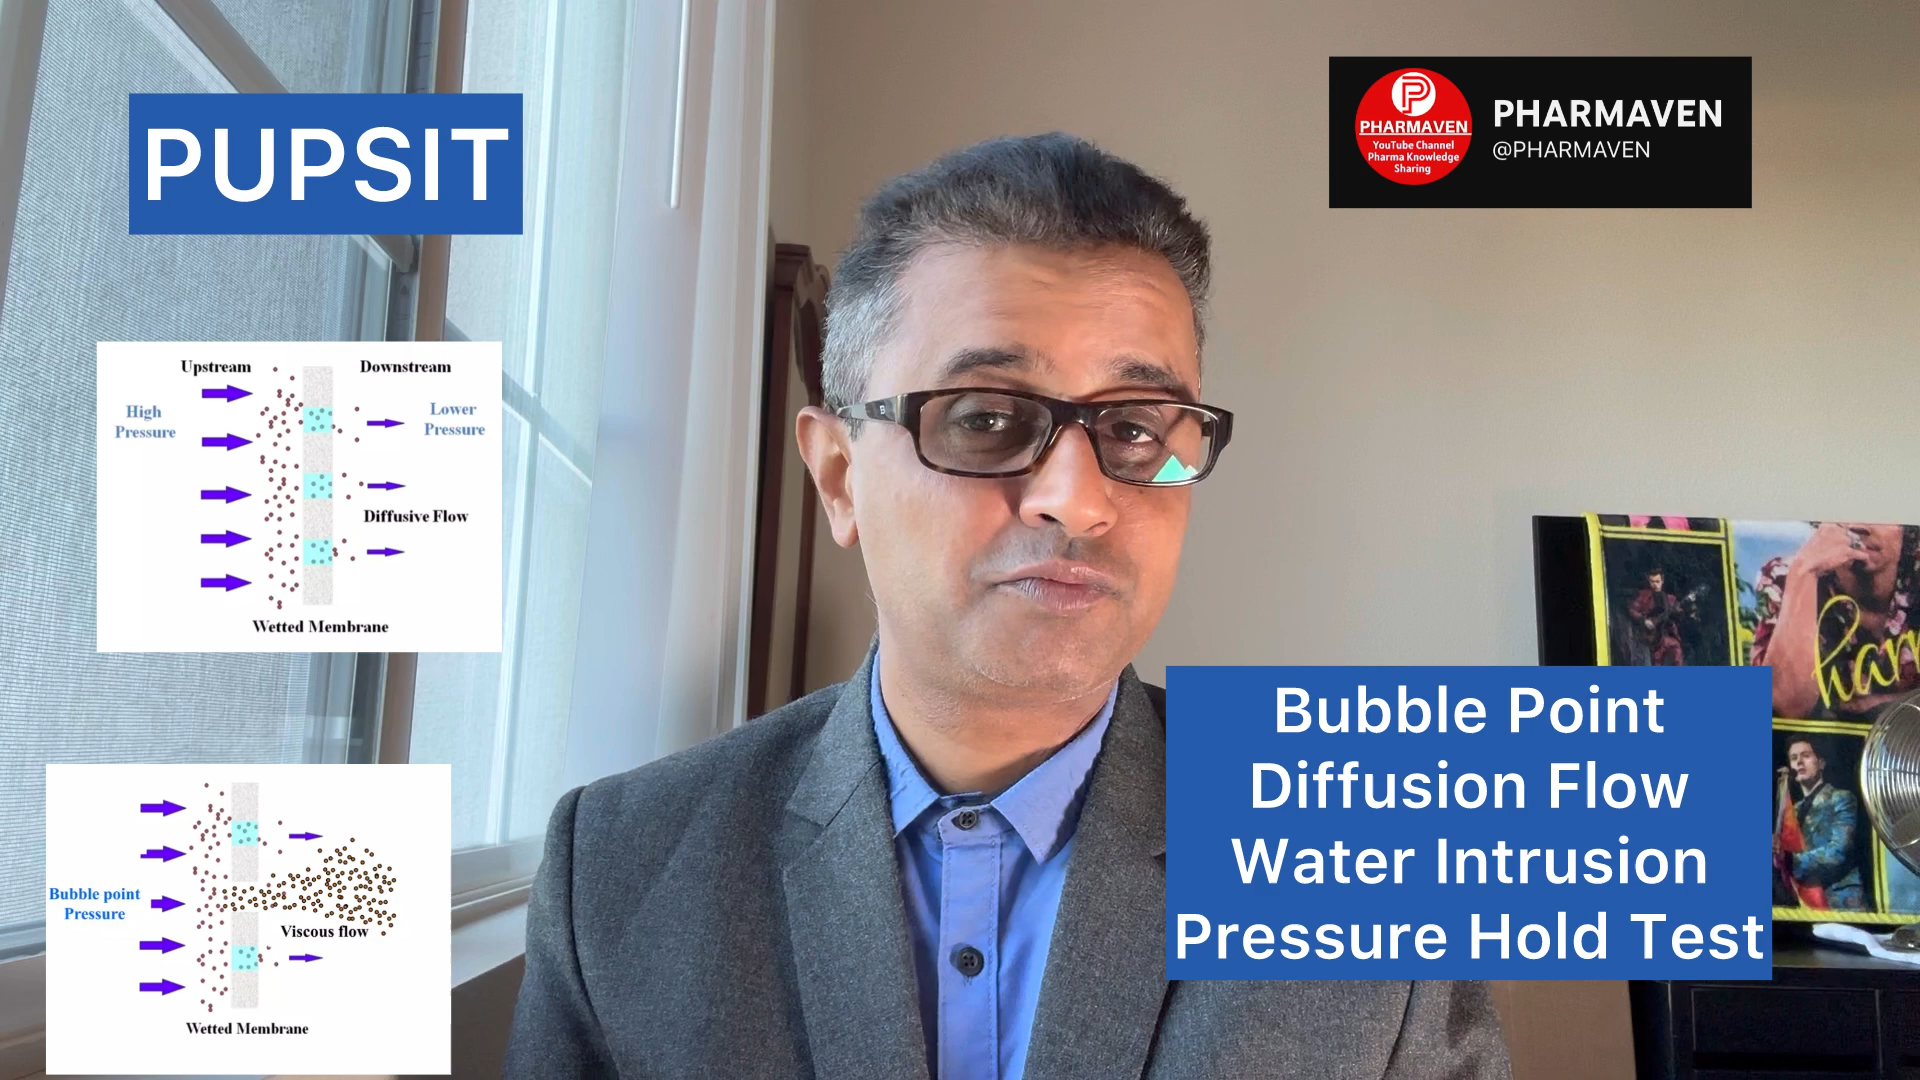 PUPSIT
PHARMAVEN
YouTube Channel
Pharma Knowledge
Sharing
PHARMAVEN
@PHARMAVEN
Upstream
Downstream
High
Pressure
Lower
Pressure
Diffusive Flow
Wetted Membrane
Bubble point
Pressure
Viscous flow
Wetted Membrane
Bubble Point
Diffusion Flow
Water Intrusion
Pressure Hold Test